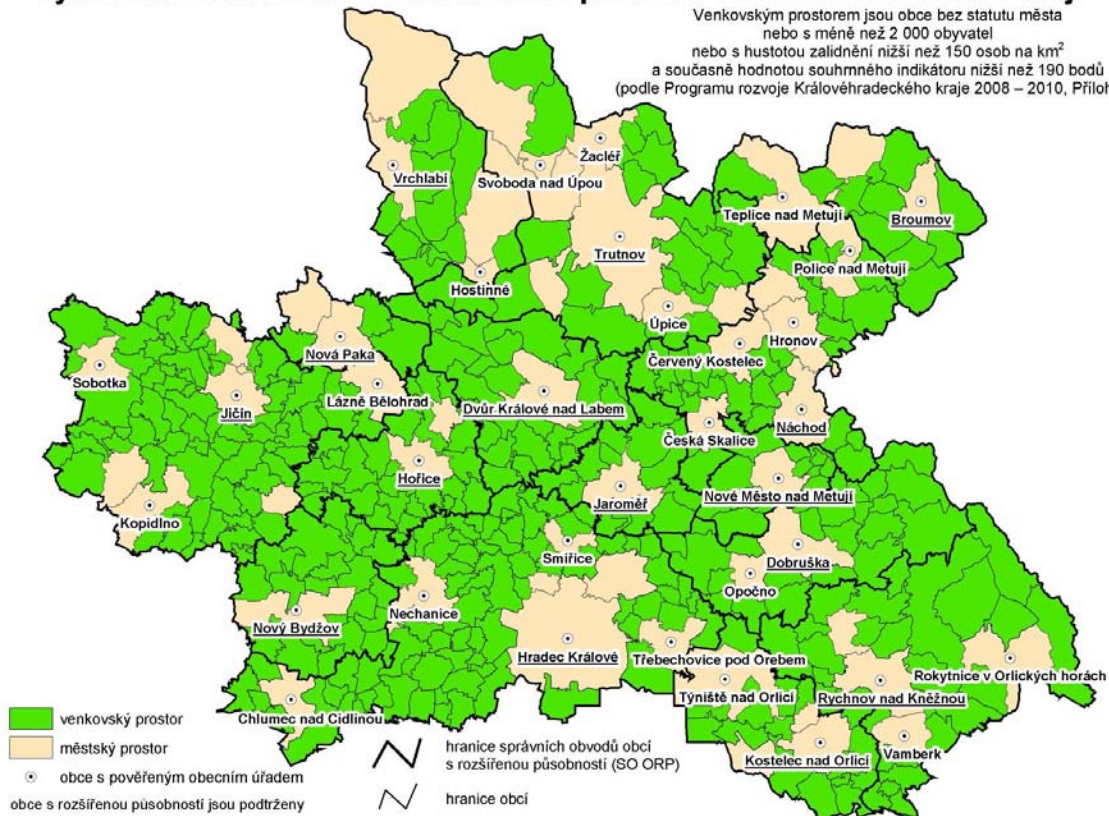 Venkovským prostorem jsou obce bez statutu města
nebo s méně než 2 000 obyvatel
nebo s hustotou zalidnění nižší než 150 osob na km²
a současně hodnotou souhrnného indikátoru nižší než 190 bodů
(podle Programu rozvoje Královéhradeckého kraje 2008 – 2010, Příloh
Žacléř
Vrchlabí
Svoboda nad Úpou
Teplice nad Metují
Broumov
Trutnov
Police nad Metují
Hostinné
Úpice
Hronov
Nová Paka
Červený Kostelec
Sobotka
Jičín
Lázně Bělohrad
Dvůr Králové nad Labem
Náchod
Česká Skalice
Hořice
Jaroměř
Nové Město nad Metují
Kopidlno
Smiřice
Dobruška
Opočno
Nechanice
Nový Bydžov
Hradec Králové
Třebechovice pod Orebem
Rokytnice v Orlických horách
Týniště nad Orlicí
Rychnov nad Kněžnou
Chlumec nad Cidlinou
Kostelec nad Orlicí
Vamberk
venkovský prostor
městský prostor
obce s pověřeným obecním úřadem
obce s rozšířenou působností jsou podtrženy
hranice správních obvodů obcí
s rozšířenou působností (SO ORP)
hranice obcí